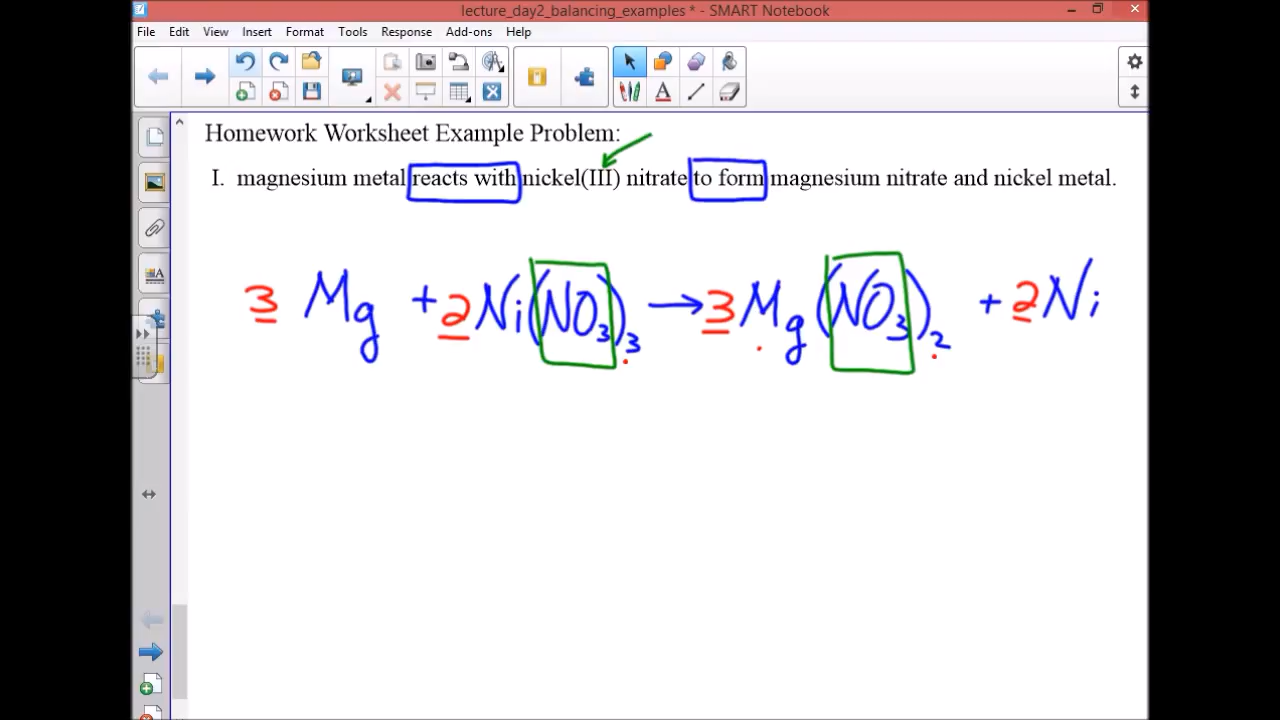 lecture_day2_balancing_examples * - SMART Notebook
File Edit View Insert Format Tools Response Add-ons Help
Homework Worksheet Example Problem:
I. magnesium metal reacts with nickel(III) nitrate to form magnesium nitrate and nickel metal.
3 Mg + 2 Ni(NO₃)₃ → 3 Mg(NO₃)₂ + 2 Ni